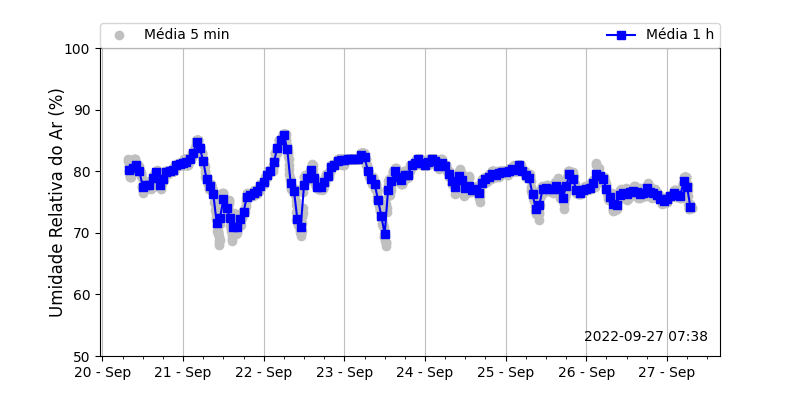 Média 5 min
Média 1 h
Umidade Relativa do Ar (%)
100
90
80
70
60
50
2022-09-27 07:38
20 - Sep
21 - Sep
22 - Sep
23 - Sep
24 - Sep
25 - Sep
26 - Sep
27 - Sep